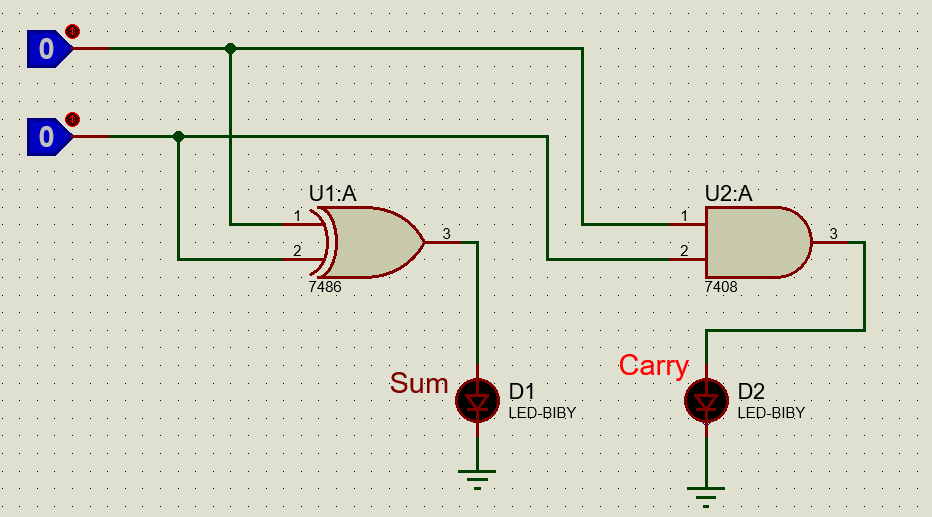 0
0
U1:A
U2:A
1
2
3
1
2
3
7486
7408
Sum
D1
LED-BIBY
Carry
D2
LED-BIBY